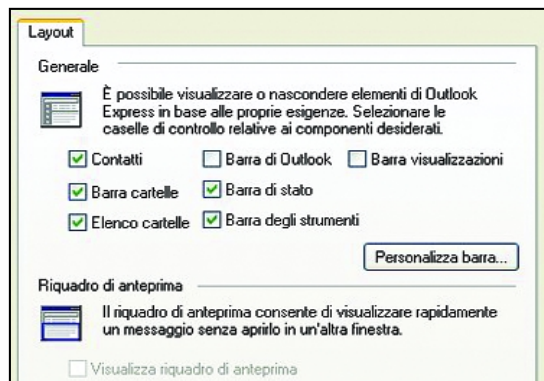 Layout
Generale
È possibile visualizzare o nascondere elementi di Outlook
Express in base alle proprie esigenze. Selezionare le
caselle di controllo relative ai componenti desiderati.
Contatti Barra di Outlook Barra visualizzazioni
Barra cartelle Barra di stato
Elenco cartelle Barra degli strumenti
Personalizza barra...
Riquadro di anteprima
Il riquadro di anteprima consente di visualizzare rapidamente
un messaggio senza aprirlo in un'altra finestra.
Visualizza riquadro di anteprima